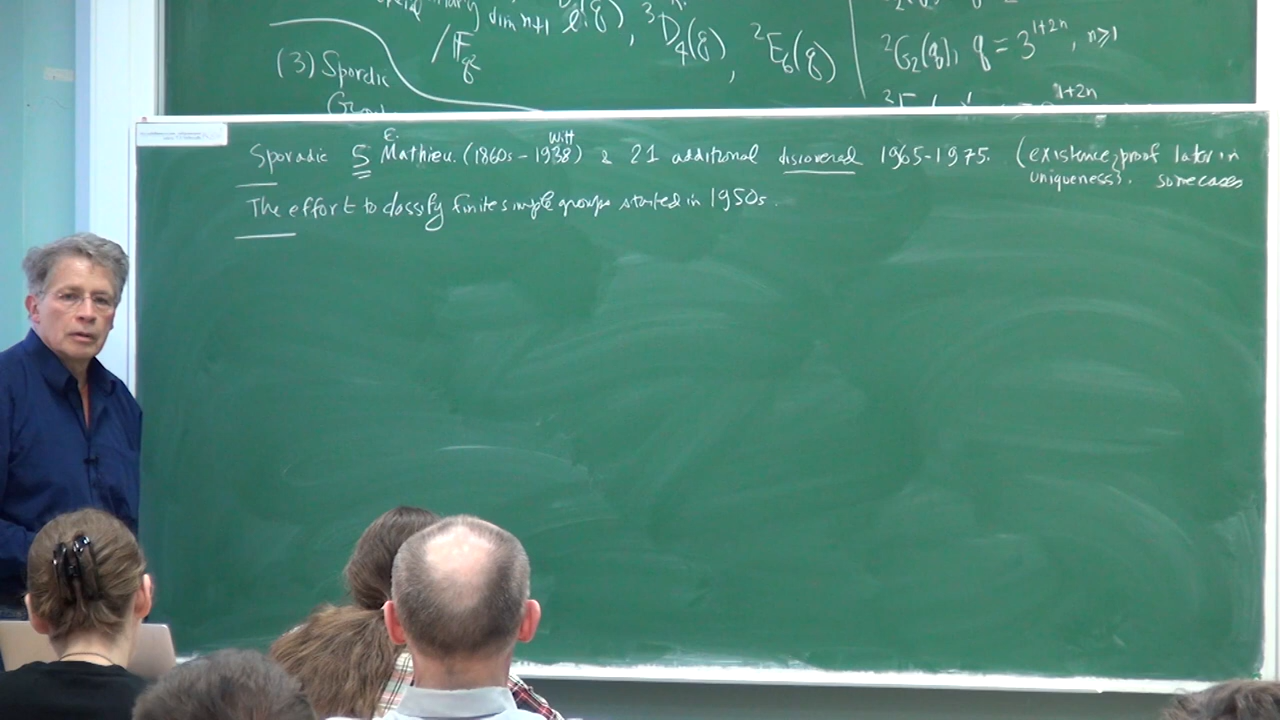 dim n+1 , ³D₄(q) , ²E₆(q)
/𝔽_q
²G₂(q), q = 3^{1+2n}, n≥1
(3) Sporadic
1+2n
E. Witt
Sporadic 5 Mathieu. (1860s - 1938) & 21 additional discovered 1965-1975. (existence, proof later in
uniqueness). some cases
The effort to classify finite simple groups started in 1950s.